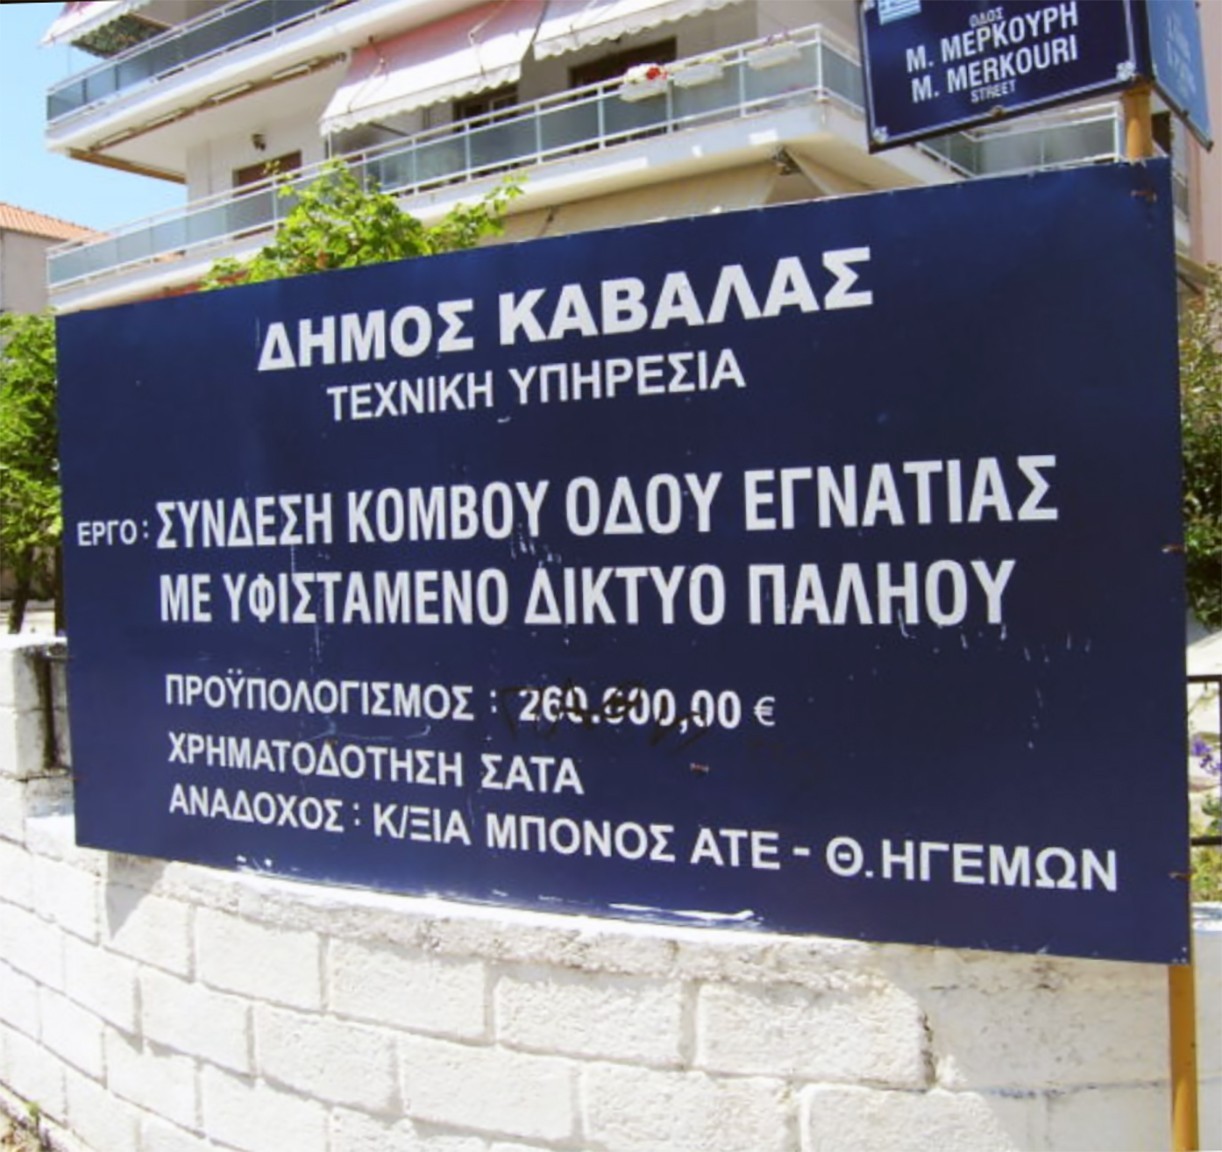 ΟΔΟΣ
Μ. ΜΕΡΚΟΥΡΗ
M. MERKOURI
STREET
ΔΗΜΟΣ ΚΑΒΑΛΑΣ
ΤΕΧΝΙΚΗ ΥΠΗΡΕΣΙΑ
ΕΡΓΟ: ΣΥΝΔΕΣΗ ΚΟΜΒΟΥ ΟΔΟΥ ΕΓΝΑΤΙΑΣ
ΜΕ ΥΦΙΣΤΑΜΕΝΟ ΔΙΚΤΥΟ ΠΑΛΗΟΥ
ΠΡΟΫΠΟΛΟΓΙΣΜΟΣ : 260.000,00 €
ΧΡΗΜΑΤΟΔΟΤΗΣΗ ΣΑΤΑ
ΑΝΑΔΟΧΟΣ : Κ/ΞΙΑ ΜΠΟΝΟΣ ΑΤΕ - Θ.ΗΓΕΜΩΝ